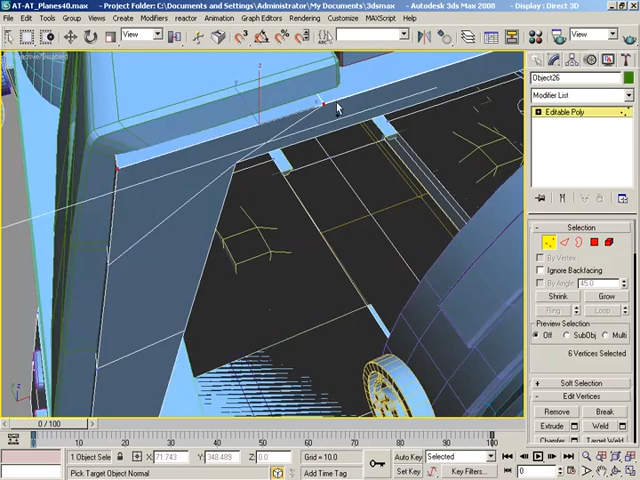 AT-AT_Planes40.max - Project Folder: C:\Documents and Settings\Gary\My Documents\3dsmax - Autodesk 3ds Max 2008 - Display : Direct 3D
File Edit Tools Group Views Create Modifiers reactor Animation Graph Editors Rendering Customize MAXScript Help
View
View
Object26
Modifier List
Editable Poly
Selection
By Vertex
Ignore Backfacing
By Angle: 45.0
Shrink Grow
Ring Loop
Preview Selection
Off SubObj Multi
6 Vertices Selected
Soft Selection
Edit Vertices
Remove Break
Extrude Weld
Chamfer Target Weld
z
0 / 100
0 10 20 30 40 50 60 70 80 90 100
1 Object Sele X 71.743 Y 348.489 Z 0.0 Grid = 10.0
Pick Target Object Normal Add Time Tag
Auto Key Selected
Set Key Key Filters... 0